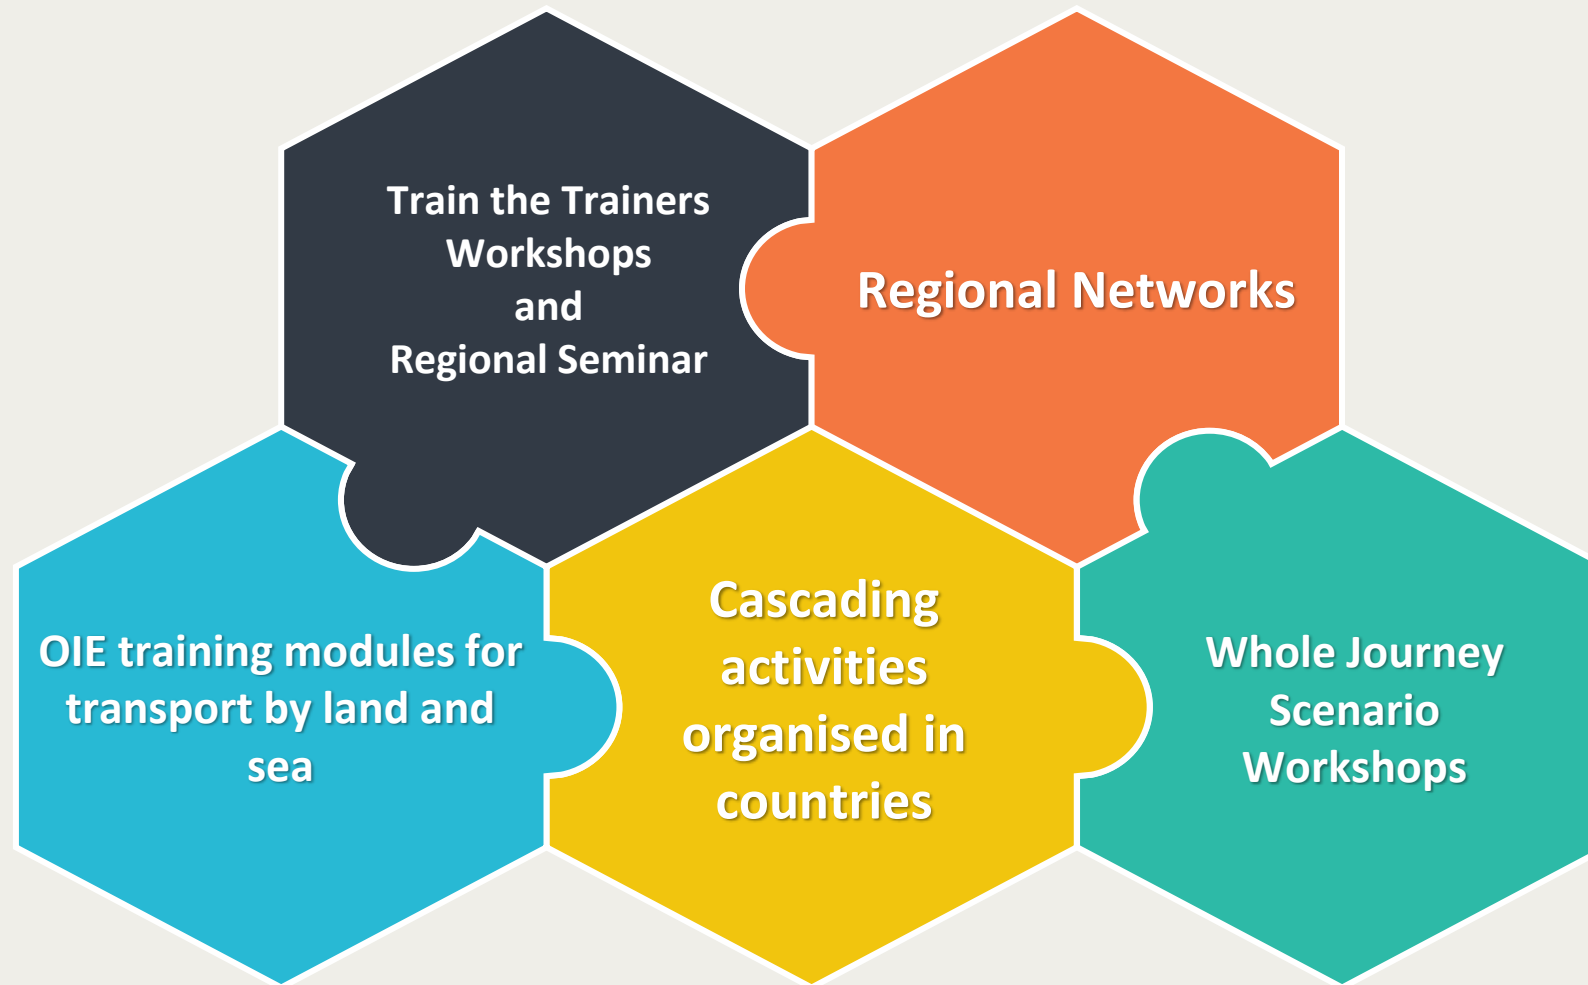 Train the Trainers
Workshops
and
Regional Seminar
Regional Networks
OIE training modules for
transport by land and
sea
Cascading
activities
organised in
countries
Whole Journey
Scenario
Workshops